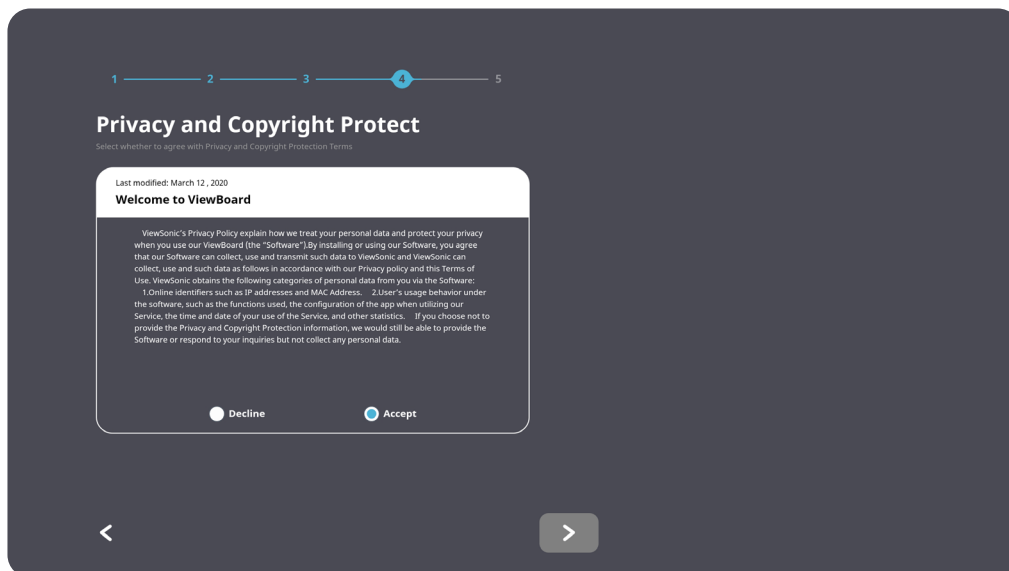 1 2 3 4 5
Privacy and Copyright Protect
Select whether to agree with Privacy and Copyright Protection Terms
Last modified: March 12 , 2020
Welcome to ViewBoard
ViewSonic's Privacy Policy explain how we treat your personal data and protect your privacy
when you use our ViewBoard (the “Software”).By installing or using our Software, you agree
that our Software can collect, use and transmit such data to ViewSonic and ViewSonic can
collect, use and such data as follows in accordance with our Privacy policy and this Terms of
Use. ViewSonic obtains the following categories of personal data from you via the Software:
1.Online identifiers such as IP addresses and MAC Address. 2.User's usage behavior under
the software, such as the functions used, the configuration of the app when utilizing our
Service, the time and date of your use of the Service, and other statistics. If you choose not to
provide the Privacy and Copyright Protection information, we would still be able to provide the
Software or respond to your inquiries but not collect any personal data.
Decline Accept